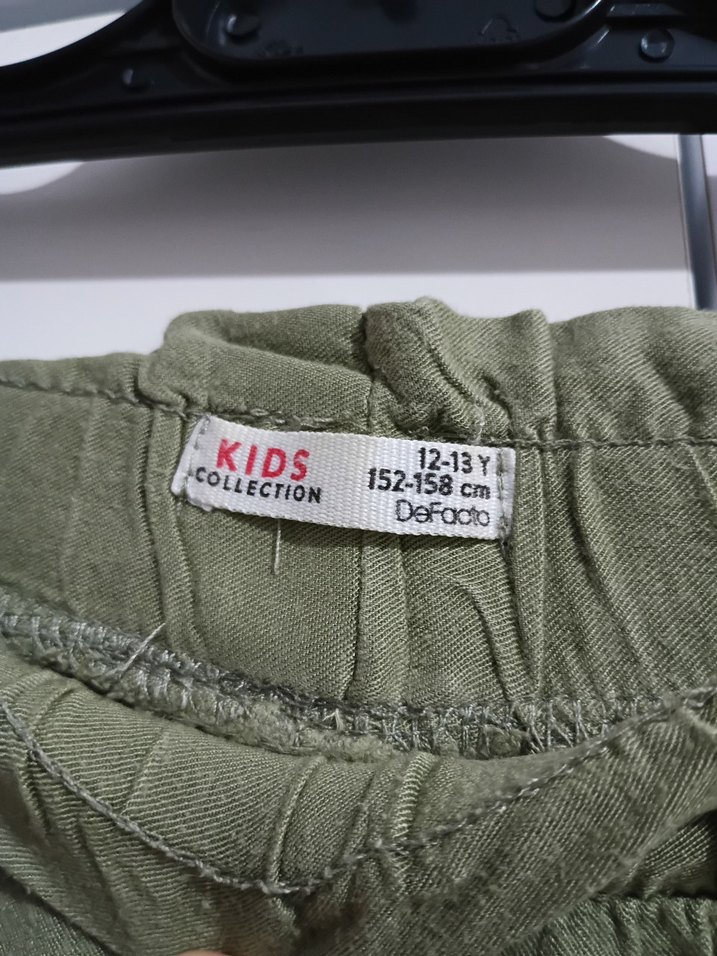 KIDS
COLLECTION
12-13 Y
152-158 cm
DeFacto